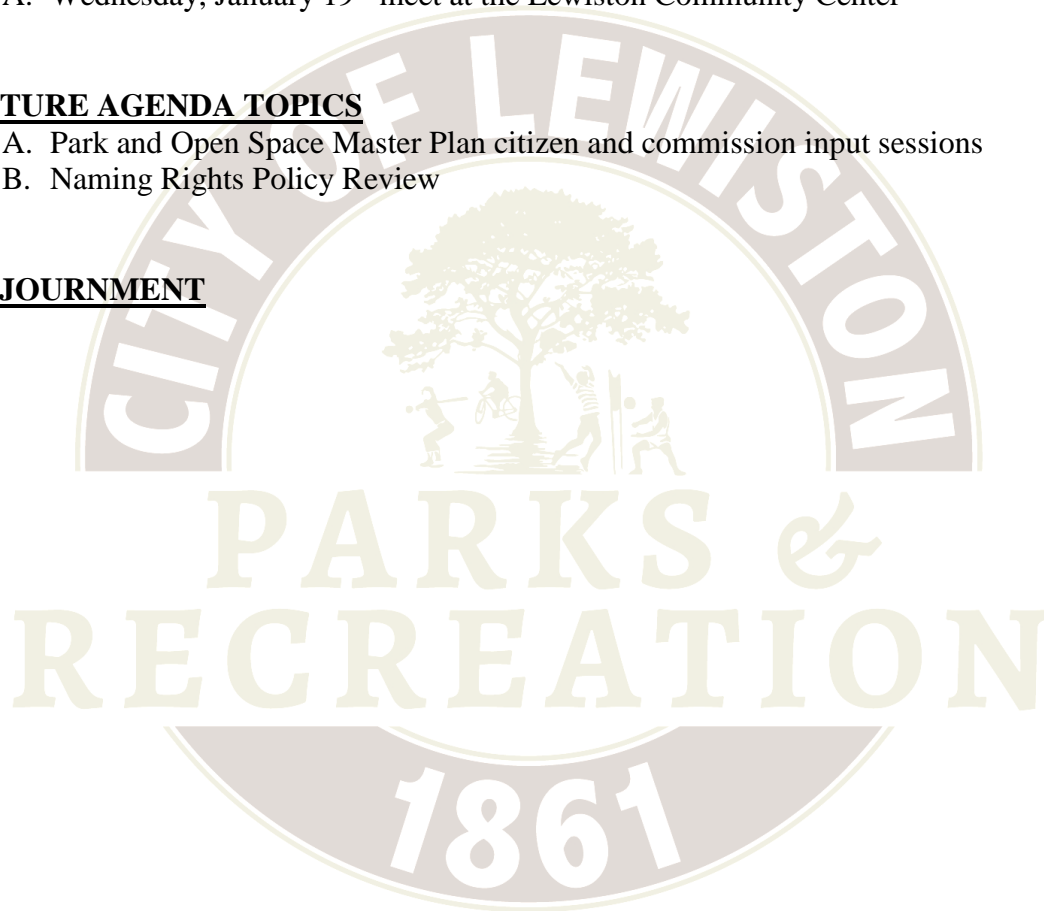 A. Wednesday, January 19 meet at the Lewiston Community Center
TURE AGENDA TOPICS
A. Park and Open Space Master Plan citizen and commission input sessions
B. Naming Rights Policy Review
JOURNMENT
CITY OF LEWISTON
PARKS &
RECREATION
1861